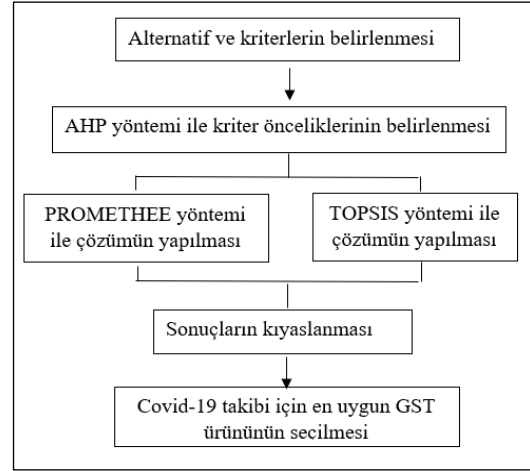 Alternatif ve kriterlerin belirlenmesi
AHP yöntemi ile kriter önceliklerinin belirlenmesi
PROMETHEE yöntemi
ile çözümün yapılması
TOPSIS yöntemi ile
çözümün yapılması
Sonuçların kıyaslanması
Covid-19 takibi için en uygun GST
ürününün secilmesi